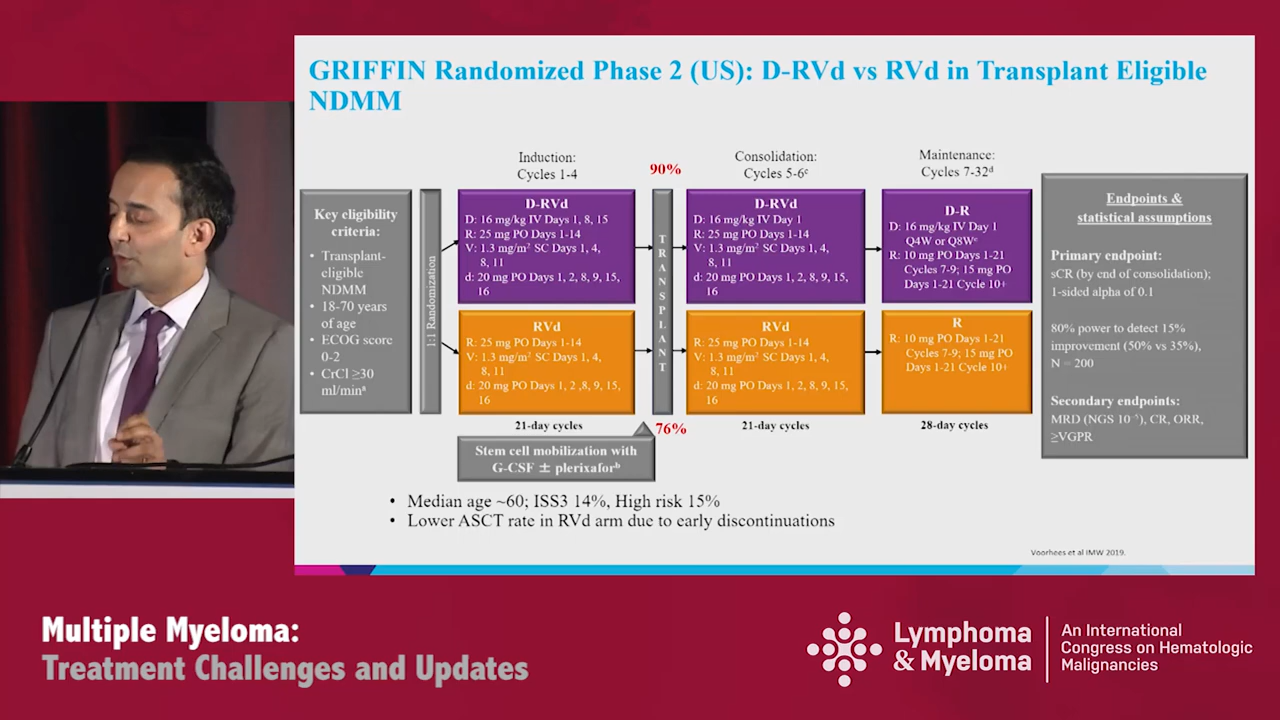 GRIFFIN Randomized Phase 2 (US): D-RVd vs RVd in Transplant Eligible
NDMM
Key eligibility
criteria:
• Transplant-
eligible
NDMM
• 18-70 years
of age
• ECOG score
0-2
• CrCl ≥30
ml/minᵃ
1:1 Randomization
Induction:
Cycles 1-4
D-RVd
D: 16 mg/kg IV Days 1, 8, 15
R: 25 mg PO Days 1-14
V: 1.3 mg/m² SC Days 1, 4,
8, 11
d: 20 mg PO Days 1, 2, 8, 9, 15,
16
RVd
R: 25 mg PO Days 1-14
V: 1.3 mg/m² SC Days 1, 4,
8, 11
d: 20 mg PO Days 1, 2 ,8, 9, 15,
16
21-day cycles
Stem cell mobilization with
G-CSF ± plerixaforᵇ
90%
TRANSPLANT
76%
Consolidation:
Cycles 5-6ᶜ
D-RVd
D: 16 mg/kg IV Day 1
R: 25 mg PO Days 1-14
V: 1.3 mg/m² SC Days 1, 4,
8, 11
d: 20 mg PO Days 1, 2, 8, 9, 15,
16
RVd
R: 25 mg PO Days 1-14
V: 1.3 mg/m² SC Days 1, 4,
8, 11
d: 20 mg PO Days 1, 2, 8, 9, 15,
16
21-day cycles
Maintenance:
Cycles 7-32ᵈ
D-R
D: 16 mg/kg IV Day 1
Q4W or Q8Wᵉ
R: 10 mg PO Days 1-21
Cycles 7-9; 15 mg PO
Days 1-21 Cycle 10+
R
R: 10 mg PO Days 1-21
Cycles 7-9; 15 mg PO
Days 1-21 Cycle 10+
28-day cycles
Endpoints &
statistical assumptions
Primary endpoint:
sCR (by end of consolidation);
1-sided alpha of 0.1
80% power to detect 15%
improvement (50% vs 35%),
N = 200
Secondary endpoints:
MRD (NGS 10⁻⁵), CR, ORR,
≥VGPR
• Median age ~60; ISS3 14%, High risk 15%
• Lower ASCT rate in RVd arm due to early discontinuations
Voorhees et al IMW 2019.
Multiple Myeloma:
Treatment Challenges and Updates
Lymphoma
& Myeloma
An International
Congress on Hematologic
Malignancies